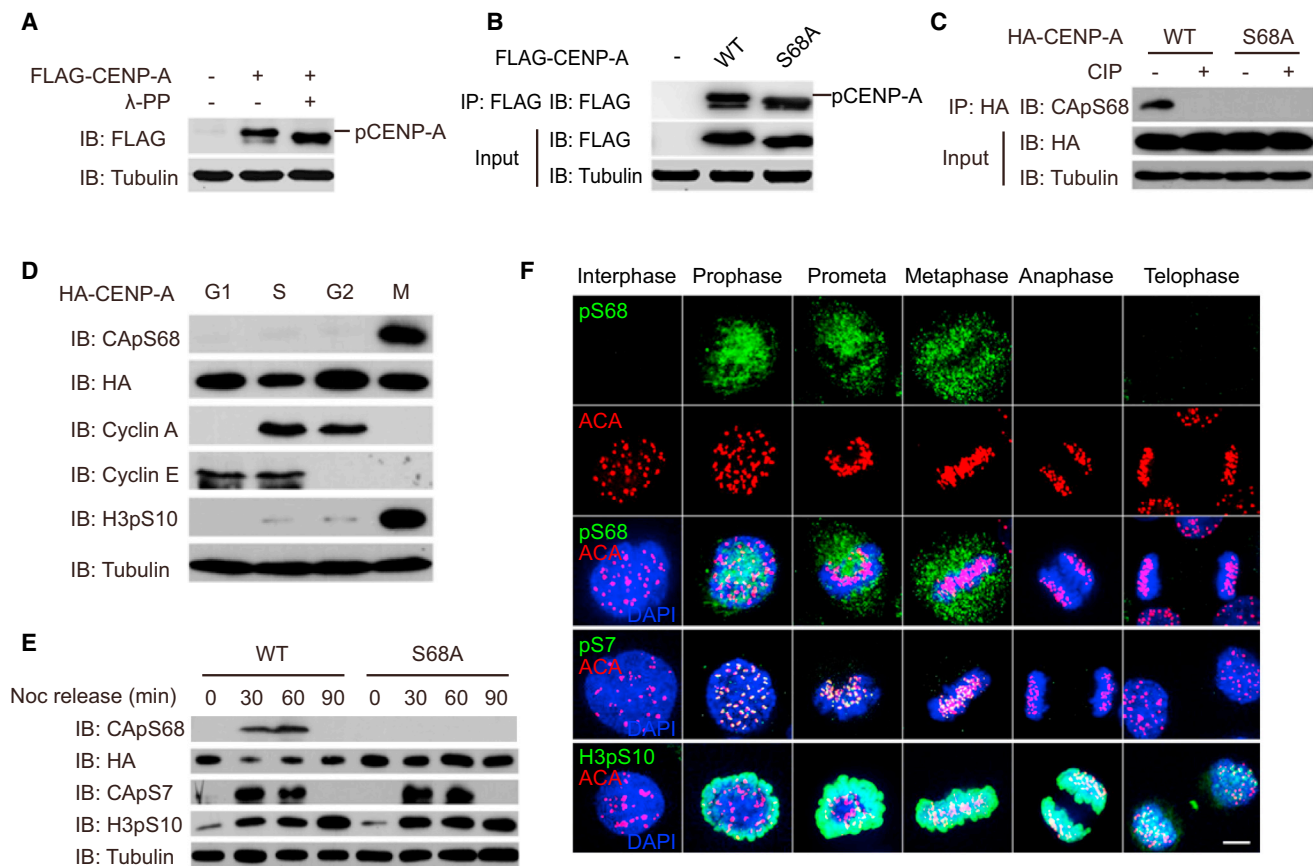 A
FLAG-CENP-A - + +
λ-PP - - +
IB: FLAG
pCENP-A
IB: Tubulin
B
FLAG-CENP-A - WT S68A
IP: FLAG IB: FLAG
pCENP-A
Input
IB: FLAG
IB: Tubulin
C
HA-CENP-A WT S68A
CIP - + - +
IP: HA IB: CApS68
Input
IB: HA
IB: Tubulin
D
HA-CENP-A G1 S G2 M
IB: CApS68
IB: HA
IB: Cyclin A
IB: Cyclin E
IB: H3pS10
IB: Tubulin
E
WT S68A
Noc release (min) 0 30 60 90 0 30 60 90
IB: CApS68
IB: HA
IB: CApS7
IB: H3pS10
IB: Tubulin
F
Interphase Prophase Prometa Metaphase Anaphase Telophase
pS68
ACA
pS68
ACA
DAPI
pS7
ACA
DAPI
H3pS10
ACA
DAPI